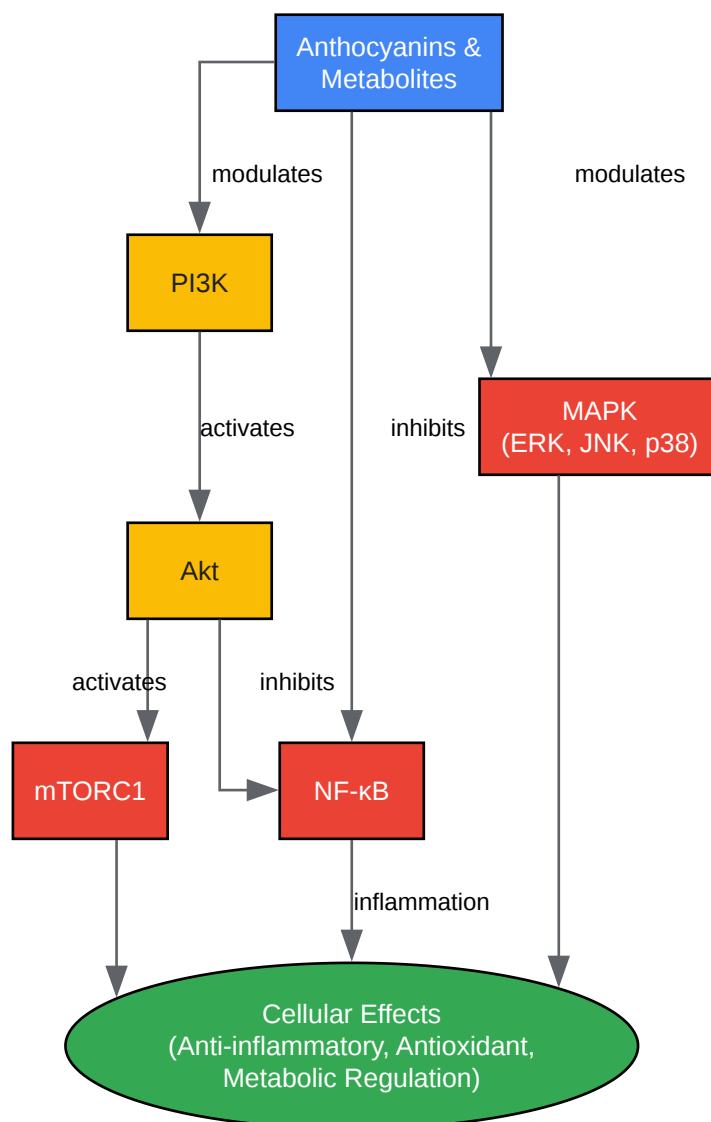 Anthocyanins &
Metabolites
modulates
modulates
PI3K
activates
inhibits
MAPK
(ERK, JNK, p38)
Akt
activates
inhibits
mTORC1
NF-κB
inflammation
Cellular Effects
(Anti-inflammatory, Antioxidant,
Metabolic Regulation)